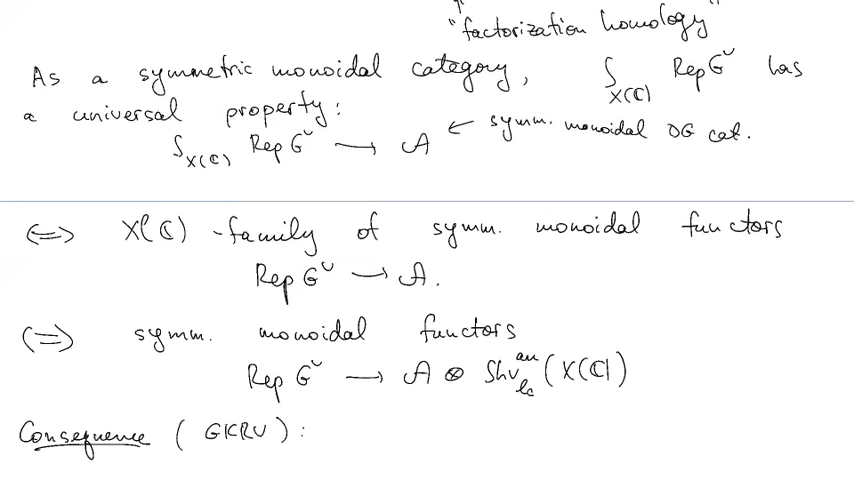 "factorization homology"
As a symmetric monoidal category, ∫_{X(ℂ)} Rep G^∨ has
a universal property:
∫_{X(ℂ)} Rep G^∨ → 𝒜 ← symm. monoidal DG cat.
⟺ X(ℂ)-family of symm. monoidal functors
Rep G^∨ → 𝒜.
⟺ symm. monoidal functors
Rep G^∨ → 𝒜 ⊗ Shv^{an}_{lc}(X(ℂ))
Consequence (GKRV):